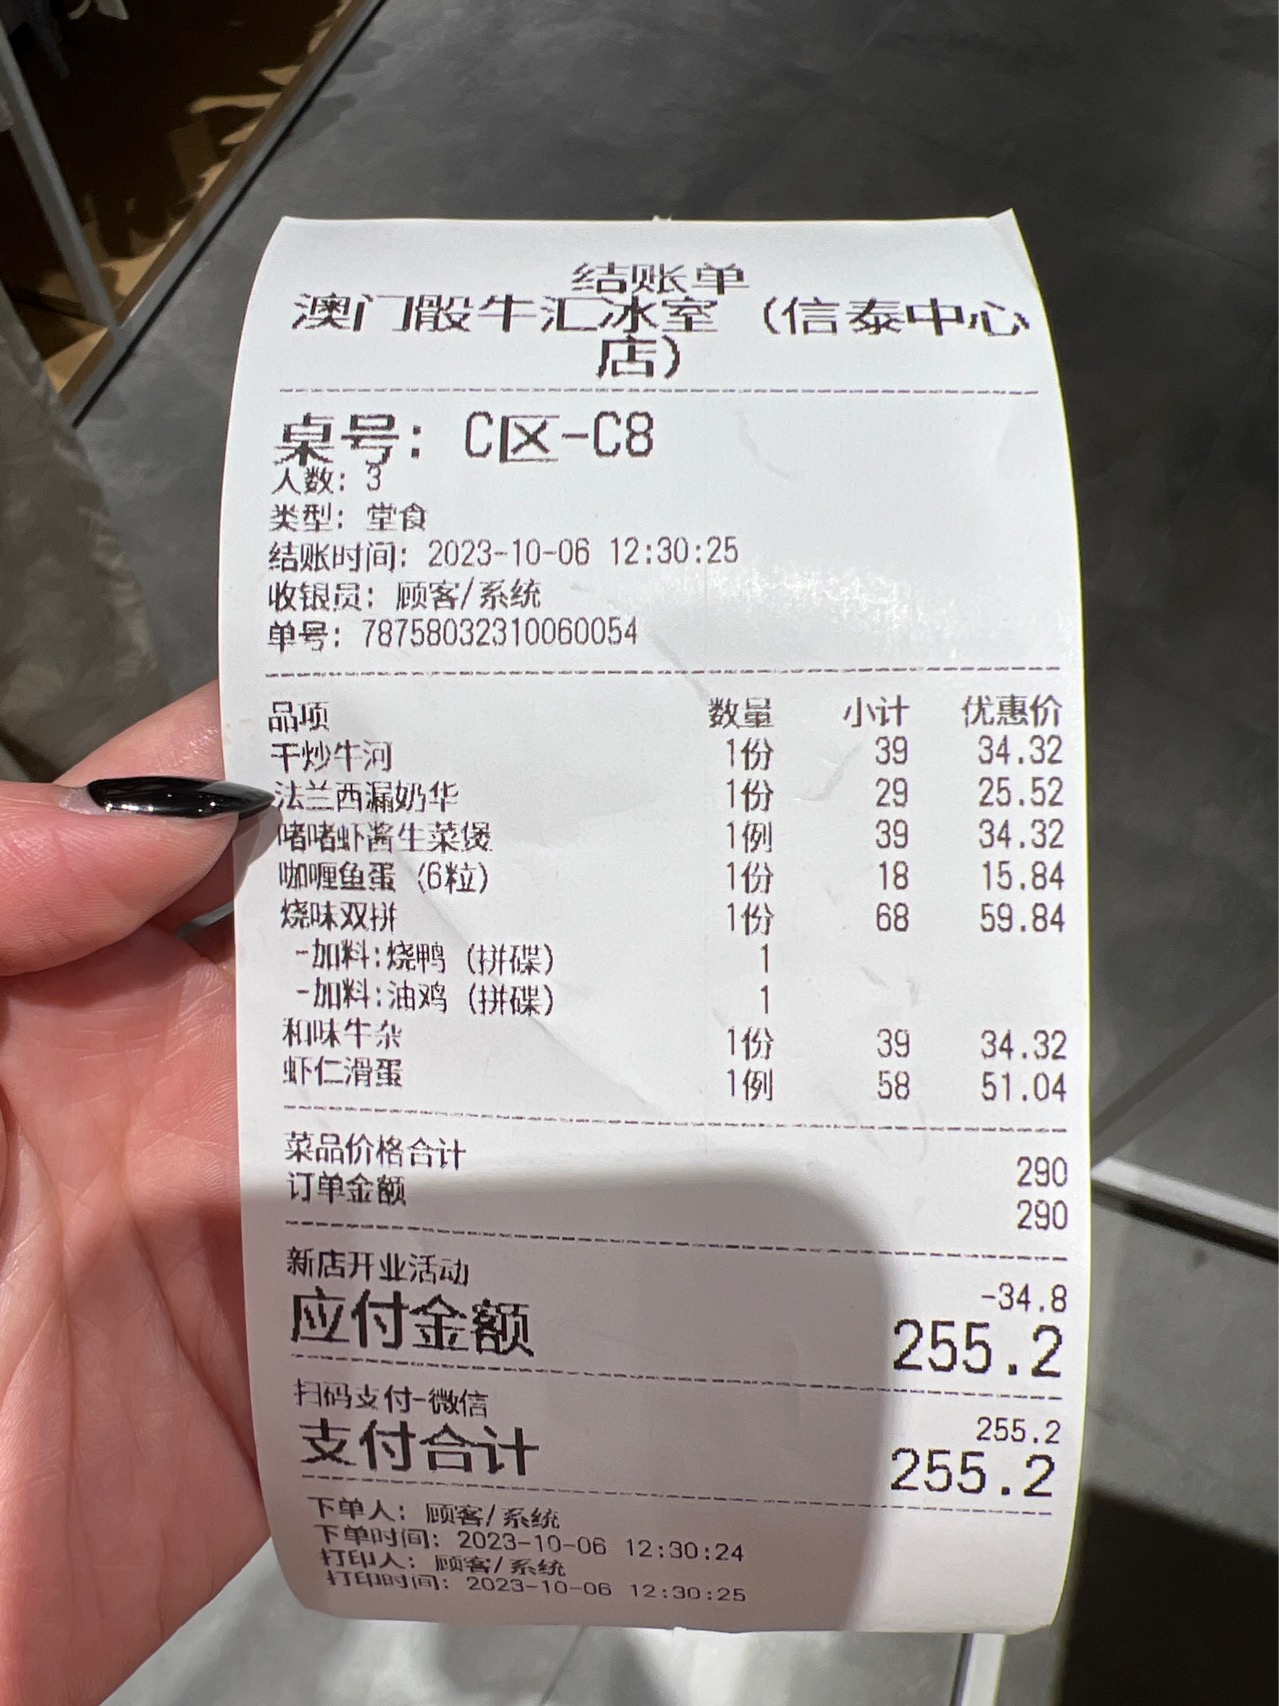 结账单
澳门骰牛汇冰室（信泰中心
店）
桌号：C区-C8
人数：3
类型：堂食
结账时间：2023-10-06 12:30:25
收银员：顾客/系统
单号：78758032310060054
品项 数量 小计 优惠价
干炒牛河 1份 39 34.32
法兰西漏奶华 1份 29 25.52
啫啫虾酱生菜煲 1例 39 34.32
咖喱鱼蛋（6粒） 1份 18 15.84
烧味双拼 1份 68 59.84
-加料:烧鸭（拼碟） 1
-加料:油鸡（拼碟） 1
和味牛杂 1份 39 34.32
虾仁滑蛋 1例 58 51.04
菜品价格合计 290
订单金额 290
新店开业活动 -34.8
应付金额 255.2
扫码支付-微信 255.2
支付合计 255.2
下单人：顾客/系统
下单时间：2023-10-06 12:30:24
打印人：顾客/系统
打印时间：2023-10-06 12:30:25